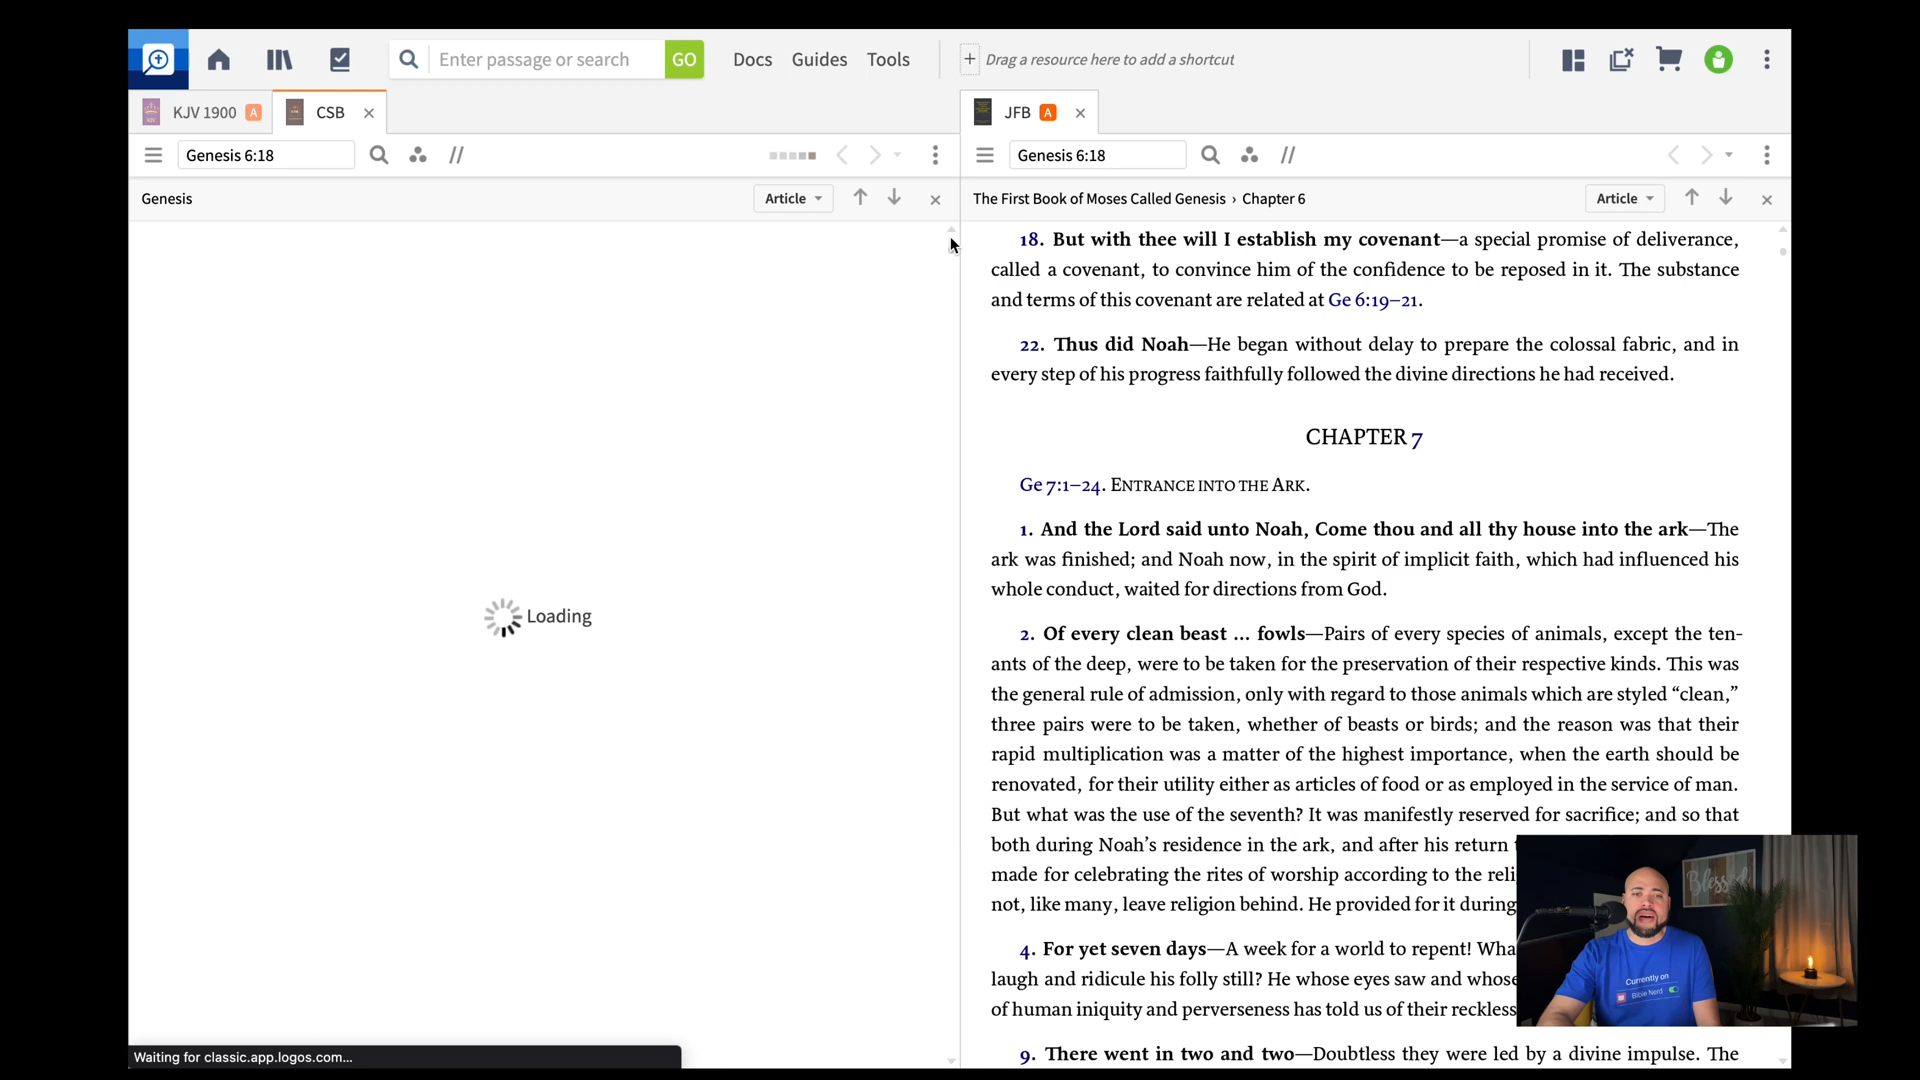 Enter passage or search
GO
Docs
Guides
Tools
Drag a resource here to add a shortcut
KJV 1900 A
CSB
JFB A
Genesis 6:18
Genesis 6:18
Genesis
Article
The First Book of Moses Called Genesis › Chapter 6
Article
Loading
Waiting for classic.app.logos.com...
18. But with thee will I establish my covenant—a special promise of deliverance,
called a covenant, to convince him of the confidence to be reposed in it. The substance
and terms of this covenant are related at Ge 6:19–21.
22. Thus did Noah—He began without delay to prepare the colossal fabric, and in
every step of his progress faithfully followed the divine directions he had received.
CHAPTER 7
Ge 7:1–24. ENTRANCE INTO THE ARK.
1. And the Lord said unto Noah, Come thou and all thy house into the ark—The
ark was finished; and Noah now, in the spirit of implicit faith, which had influenced his
whole conduct, waited for directions from God.
2. Of every clean beast … fowls—Pairs of every species of animals, except the ten-
ants of the deep, were to be taken for the preservation of their respective kinds. This was
the general rule of admission, only with regard to those animals which are styled “clean,”
three pairs were to be taken, whether of beasts or birds; and the reason was that their
rapid multiplication was a matter of the highest importance, when the earth should be
renovated, for their utility either as articles of food or as employed in the service of man.
But what was the use of the seventh? It was manifestly reserved for sacrifice; and so that
both during Noah’s residence in the ark, and after his return
made for celebrating the rites of worship according to the reli
not, like many, leave religion behind. He provided for it during
4. For yet seven days—A week for a world to repent! Wha
laugh and ridicule his folly still? He whose eyes saw and whose
of human iniquity and perverseness has told us of their reckless
9. There went in two and two—Doubtless they were led by a divine impulse. The
Blessed
Currently on
Bible Nerd